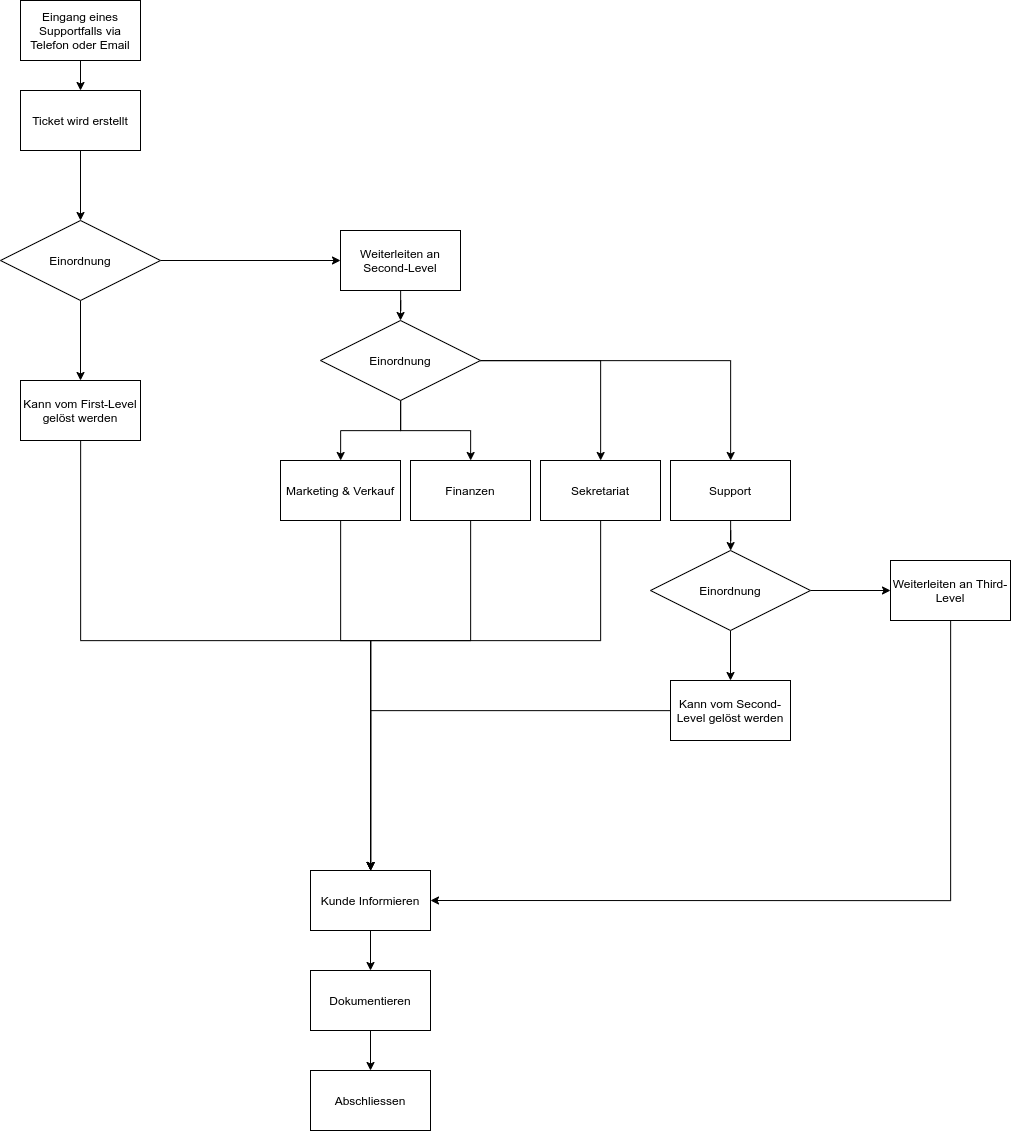 Eingang eines
Supportfalls via
Telefon oder Email
Ticket wird erstellt
Einordnung
Weiterleiten an
Second-Level
Einordnung
Kann vom First-Level
gelöst werden
Marketing & Verkauf
Finanzen
Sekretariat
Support
Einordnung
Weiterleiten an Third-
Level
Kann vom Second-
Level gelöst werden
Kunde Informieren
Dokumentieren
Abschliessen